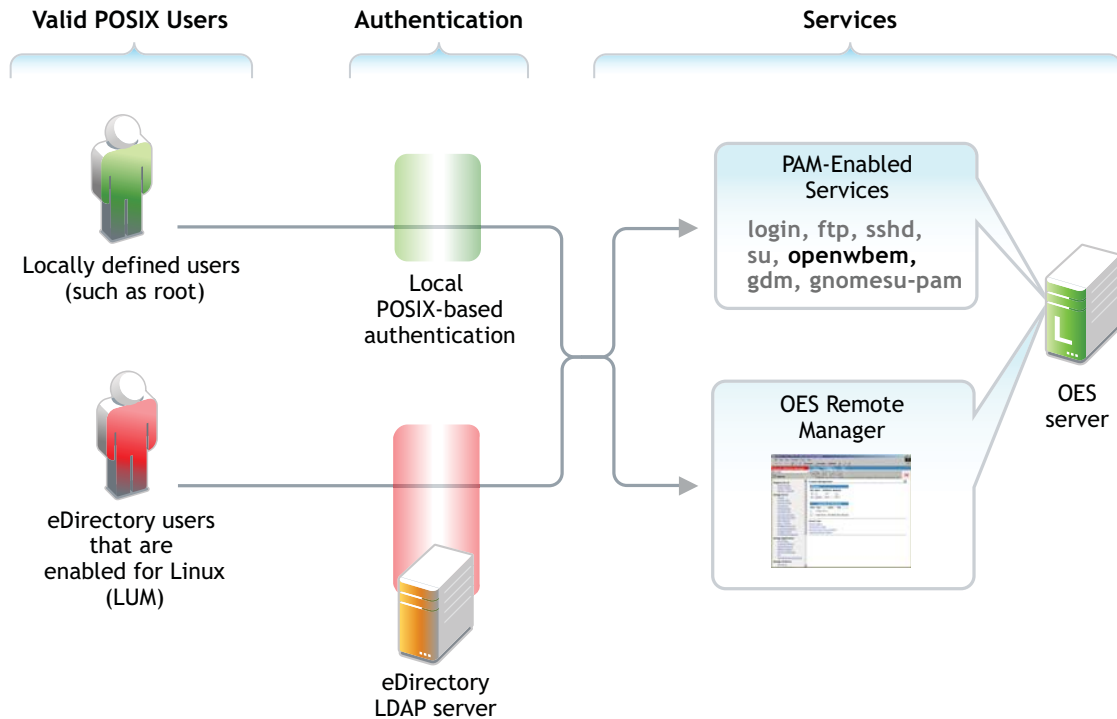 Valid POSIX Users
Authentication
Services
Locally defined users
(such as root)
Local
POSIX-based
authentication
PAM-Enabled
Services
login, ftp, sshd,
su, openwbem,
gdm, gnomesu-pam
L
OES
server
eDirectory users
that are
enabled for Linux
(LUM)
eDirectory
LDAP server
OES Remote
Manager